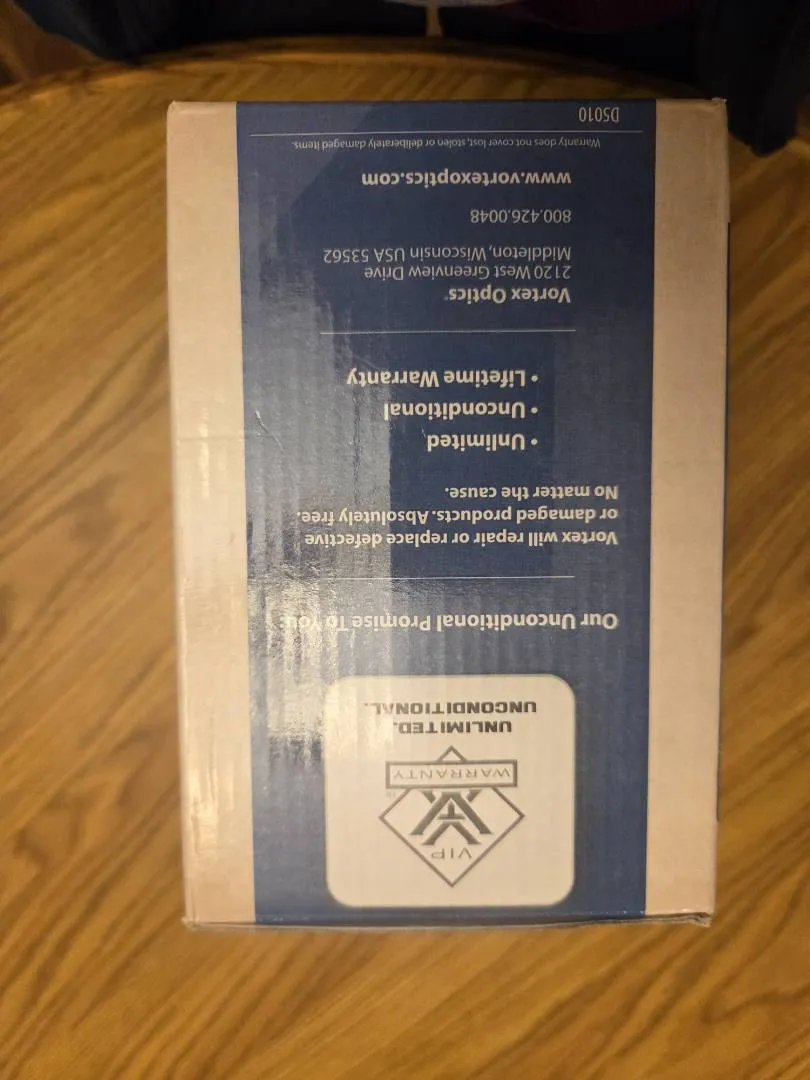 VIP
WARRANTY
UNLIMITED.
UNCONDITIONAL.
Our Unconditional Promise To You:
Vortex will repair or replace defective
or damaged products. Absolutely free.
No matter the cause.
• Unlimited
• Unconditional
• Lifetime Warranty
Vortex Optics®
2120 West Greenview Drive
Middleton, Wisconsin USA 53562
800.426.0048
www.vortexoptics.com
Warranty does not cover lost, stolen or deliberately damaged items.
D5010